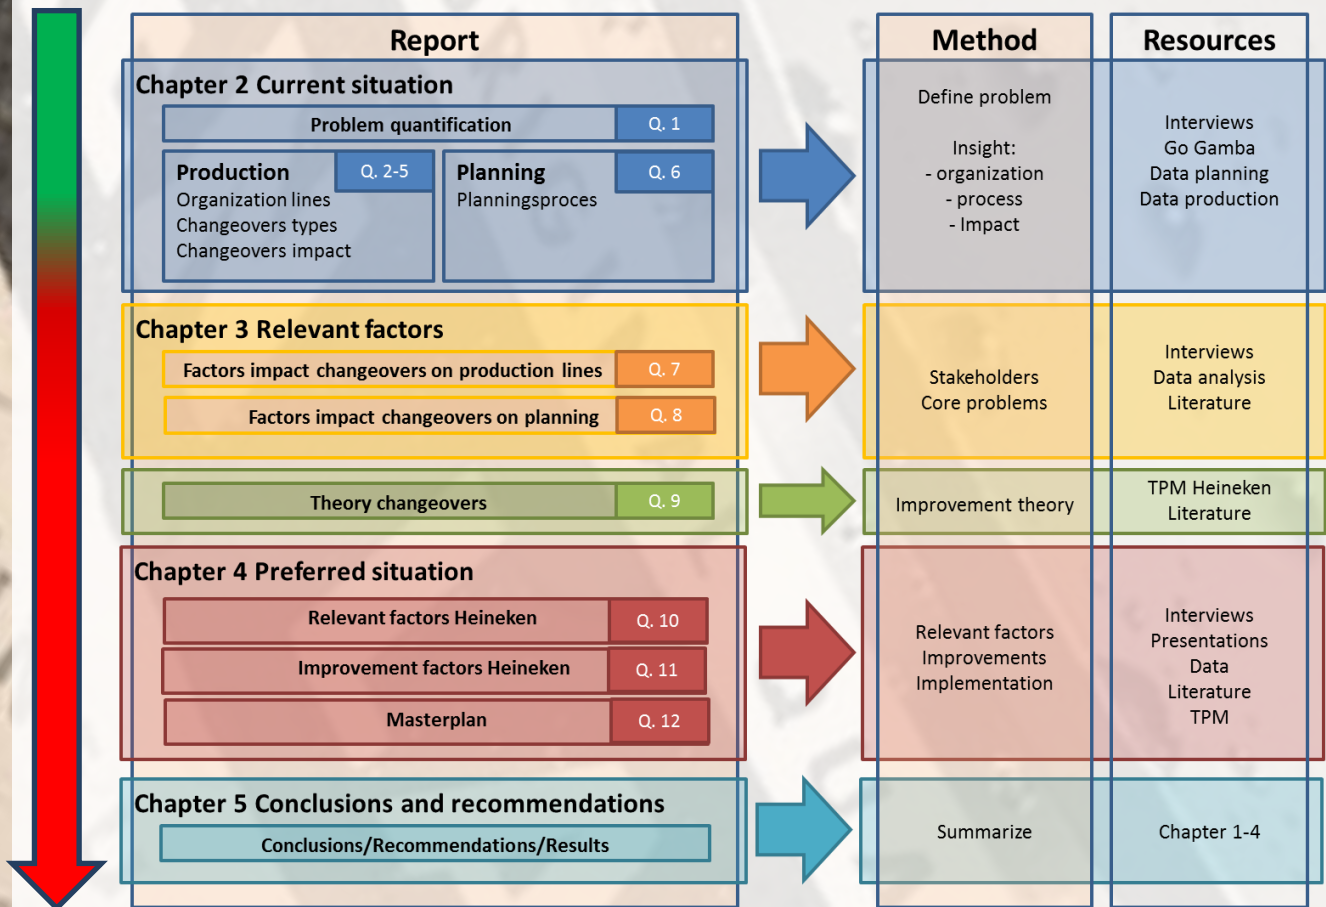 Report
Method
Resources
Chapter 2 Current situation
Problem quantification
Q. 1
Production
Q. 2-5
Organization lines
Changeovers types
Changeovers impact
Planning
Q. 6
Planningsproces
Define problem
Insight:
- organization
- process
- Impact
Interviews
Go Gamba
Data planning
Data production
Chapter 3 Relevant factors
Factors impact changeovers on production lines
Q. 7
Factors impact changeovers on planning
Q. 8
Stakeholders
Core problems
Interviews
Data analysis
Literature
Theory changeovers
Q. 9
Improvement theory
TPM Heineken
Literature
Chapter 4 Preferred situation
Relevant factors Heineken
Q. 10
Improvement factors Heineken
Q. 11
Masterplan
Q. 12
Relevant factors
Improvements
Implementation
Interviews
Presentations
Data
Literature
TPM
Chapter 5 Conclusions and recommendations
Conclusions/Recommendations/Results
Summarize
Chapter 1-4